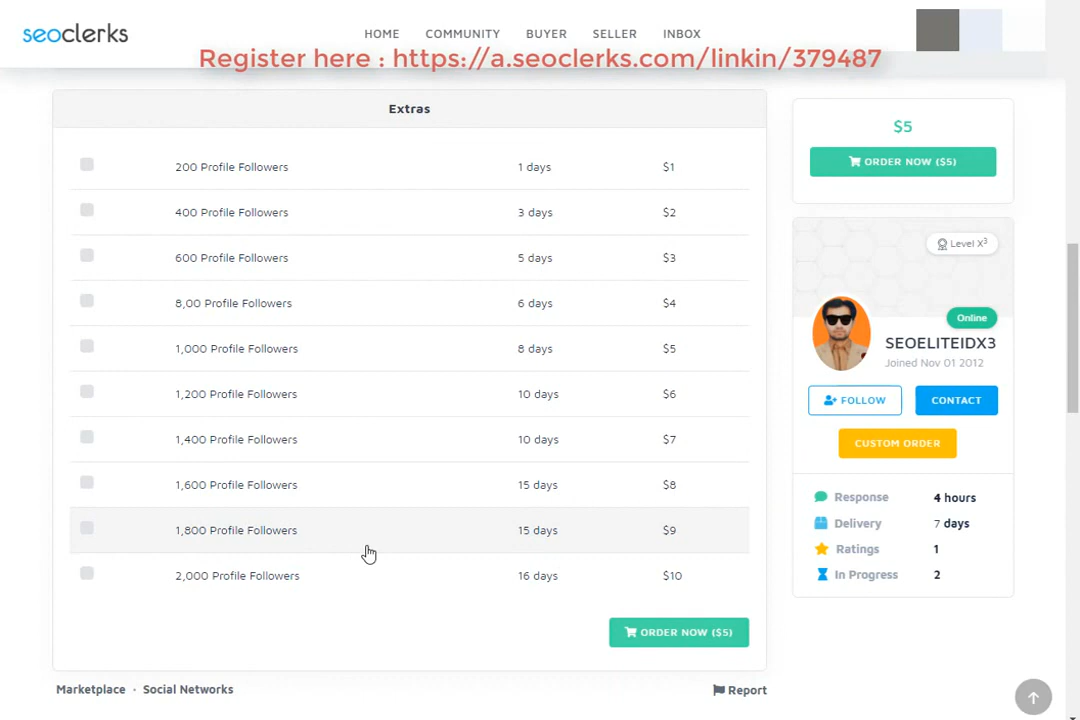 seoclerks
HOME COMMUNITY BUYER SELLER INBOX
Register here : https://a.seoclerks.com/linkin/379487
Extras
200 Profile Followers 1 days $1
400 Profile Followers 3 days $2
600 Profile Followers 5 days $3
8,00 Profile Followers 6 days $4
1,000 Profile Followers 8 days $5
1,200 Profile Followers 10 days $6
1,400 Profile Followers 10 days $7
1,600 Profile Followers 15 days $8
1,800 Profile Followers 15 days $9
2,000 Profile Followers 16 days $10
ORDER NOW ($5)
Marketplace · Social Networks
Report
$5
ORDER NOW ($5)
Level X³
Online
SEOELITEIDX3
Joined Nov 01 2012
FOLLOW CONTACT
CUSTOM ORDER
Response 4 hours
Delivery 7 days
Ratings 1
In Progress 2